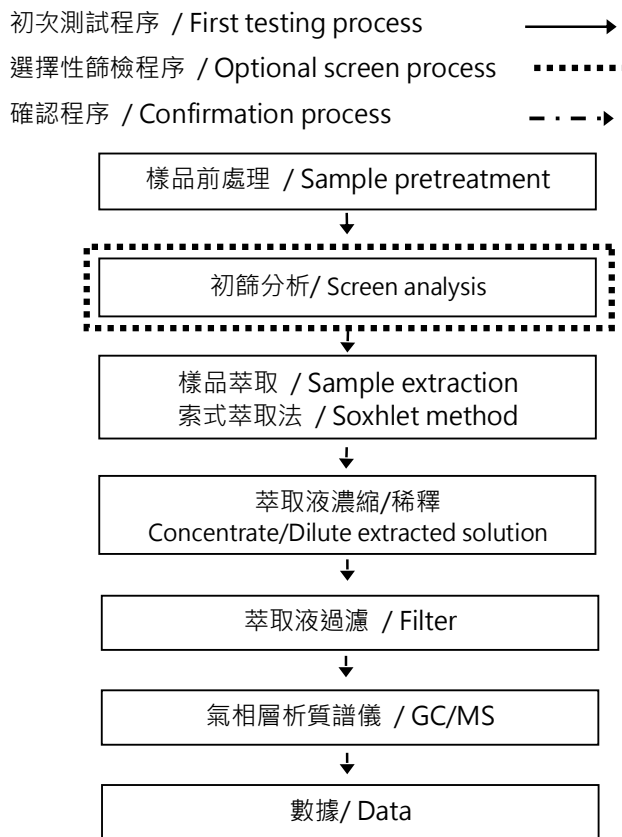 初次測試程序 / First testing process
選擇性篩檢程序 / Optional screen process
確認程序 / Confirmation process
樣品前處理 / Sample pretreatment
初篩分析/ Screen analysis
樣品萃取 / Sample extraction
索式萃取法 / Soxhlet method
萃取液濃縮/稀釋
Concentrate/Dilute extracted solution
萃取液過濾 / Filter
氣相層析質譜儀 / GC/MS
數據/ Data